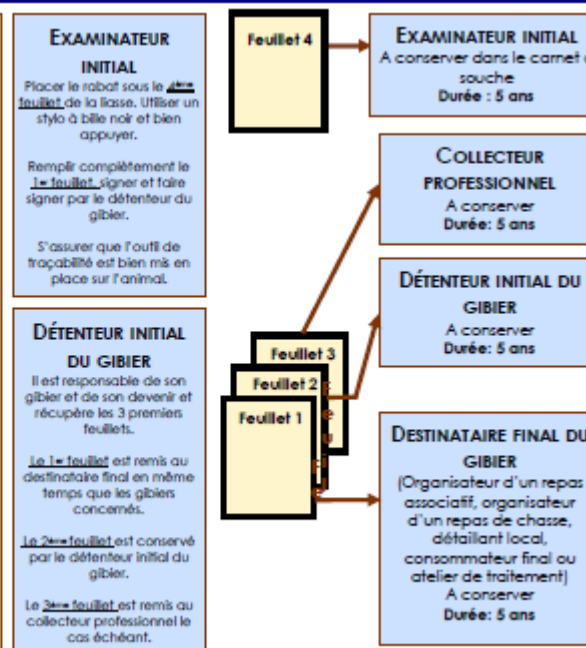 EXAMINATEUR
INITIAL
Placer le rabat sous le 4ème
feuillet de la liasse. Utiliser un
stylo à bille noir et bien
appuyer.
Remplir complètement le
1er feuillet, signer et faire
signer par le détenteur du
gibier.
S'assurer que l'outil de
traçabilité est bien mis en
place sur l'animal.
DÉTENTEUR INITIAL
DU GIBIER
Il est responsable de son
gibier et de son devenir et
récupère les 3 premiers
feuillets.
Le 1er feuillet est remis au
destinataire final en même
temps que les gibiers
concernés.
Le 2ème feuillet est conservé
par le détenteur initial du
gibier.
Le 3ème feuillet est remis au
collecteur professionnel le
cas échéant.
Feuillet 4
Feuillet 3
Feuillet 2
Feuillet 1
EXAMINATEUR INITIAL
A conserver dans le carnet
souche
Durée : 5 ans
COLLECTEUR
PROFESSIONNEL
A conserver
Durée: 5 ans
DÉTENTEUR INITIAL DU
GIBIER
A conserver
Durée: 5 ans
DESTINATAIRE FINAL DU
GIBIER
(Organisateur d'un repas
associatif, organisateur
d'un repas de chasse,
détaillant local,
consommateur final ou
atelier de traitement)
A conserver
Durée: 5 ans